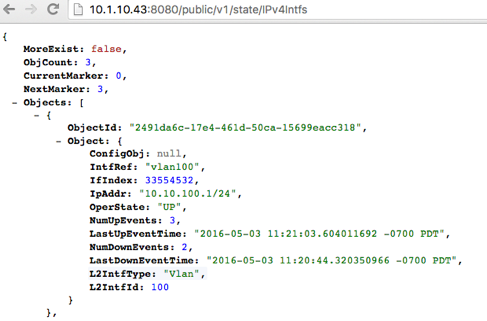 10.1.10.43:8080/public/v1/state/IPv4Intfs
{
MoreExist: false,
ObjCount: 3,
CurrentMarker: 0,
NextMarker: 3,
- Objects: [
- {
ObjectId: "2491da6c-17e4-461d-50ca-15699eacc318",
- Object: {
ConfigObj: null,
IntfRef: "vlan100",
IfIndex: 33554532,
IpAddr: "10.10.100.1/24",
OperState: "UP",
NumUpEvents: 3,
LastUpEventTime: "2016-05-03 11:21:03.604011692 -0700 PDT",
NumDownEvents: 2,
LastDownEventTime: "2016-05-03 11:20:44.320350966 -0700 PDT",
L2IntfType: "Vlan",
L2IntfId: 100
}
},